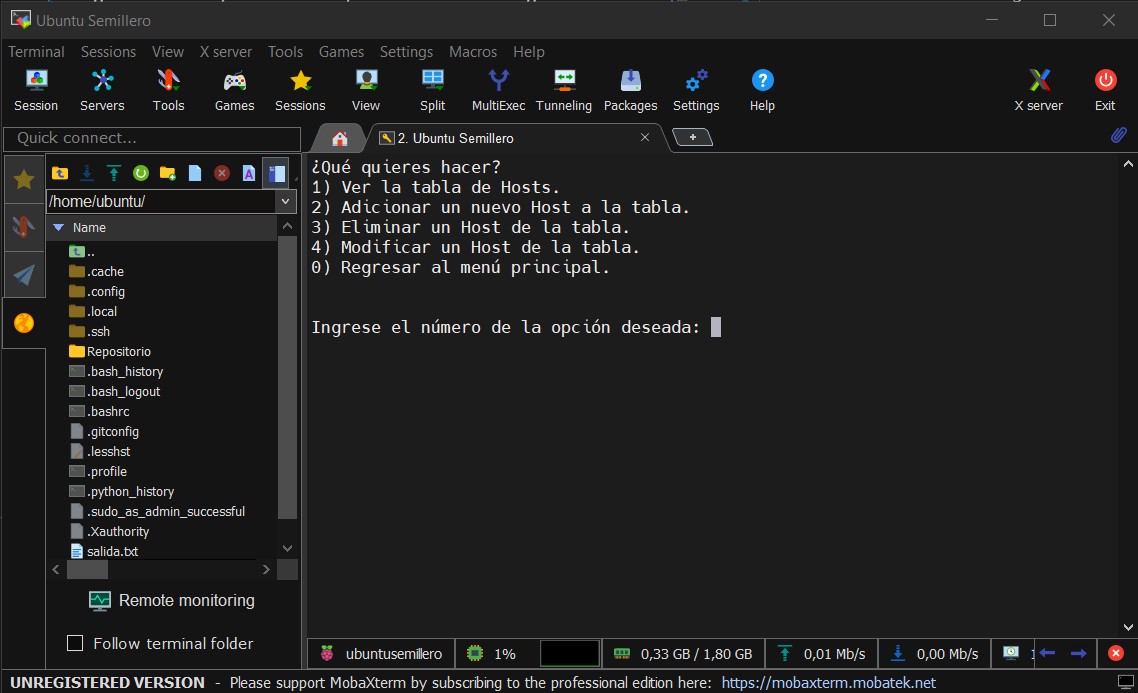 Ubuntu Semillero
Terminal Sessions View X server Tools Games Settings Macros Help
Session Servers Tools Games Sessions View Split MultiExec Tunneling Packages Settings Help X server Exit
Quick connect...
2. Ubuntu Semillero
/home/ubuntu/
Name
..
.cache
.config
.local
.ssh
Repositorio
.bash_history
.bash_logout
.bashrc
.gitconfig
.lesshst
.profile
.python_history
.sudo_as_admin_successful
.Xauthority
salida.txt
Remote monitoring
Follow terminal folder
¿Qué quieres hacer?
1) Ver la tabla de Hosts.
2) Adicionar un nuevo Host a la tabla.
3) Eliminar un Host de la tabla.
4) Modificar un Host de la tabla.
0) Regresar al menú principal.
Ingrese el número de la opción deseada:
ubuntusemillero 1% 0,33 GB / 1,80 GB 0,01 Mb/s 0,00 Mb/s
UNREGISTERED VERSION - Please support MobaXterm by subscribing to the professional edition here: https://mobaxterm.mobatek.net